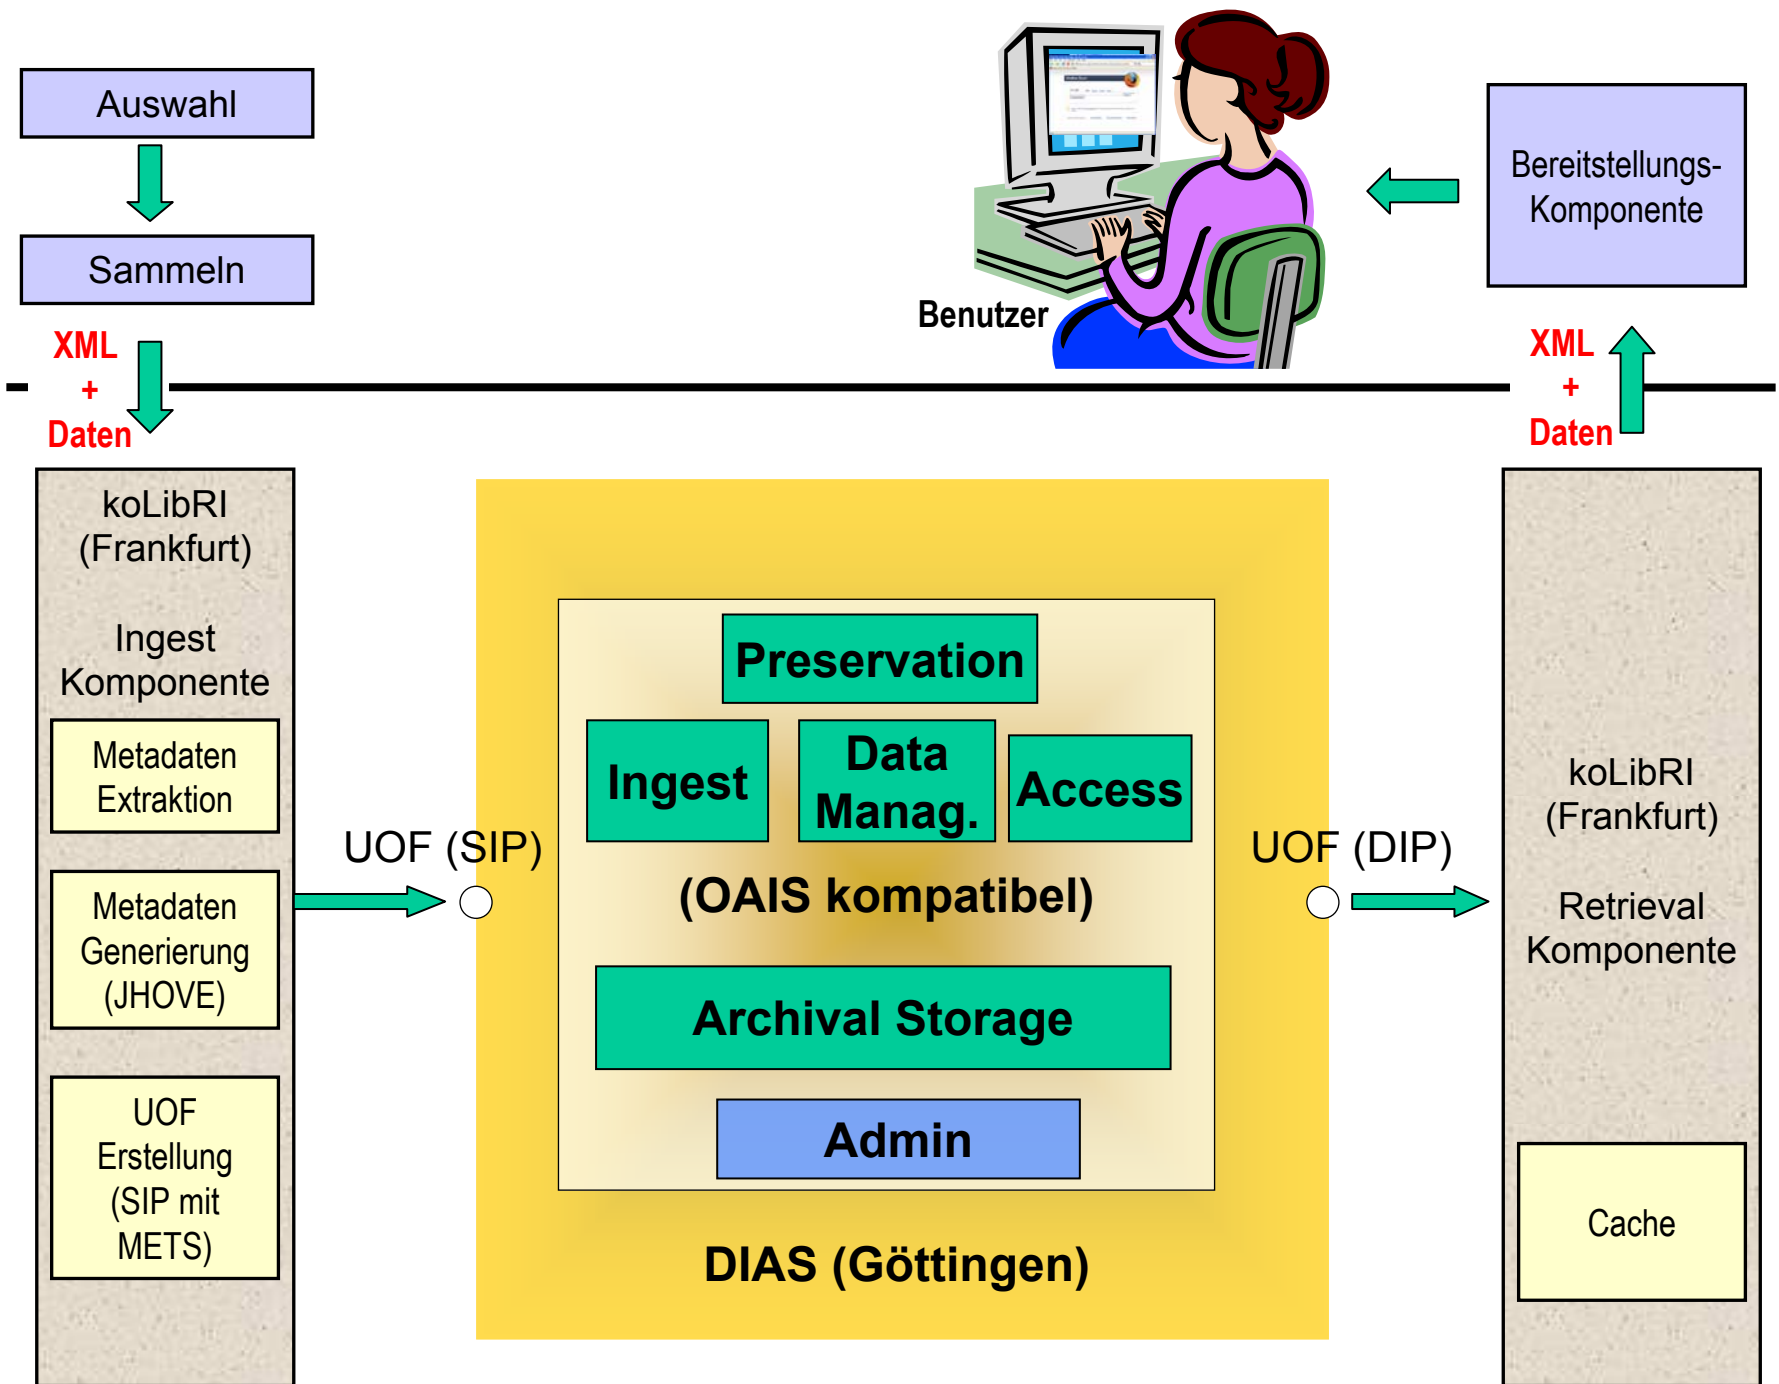 Auswahl
Sammeln
XML
+
Daten
Benutzer
Bereitstellungs-
Komponente
XML
+
Daten
koLibRI
(Frankfurt)
Ingest
Komponente
Metadaten
Extraktion
Metadaten
Generierung
(JHOVE)
UOF
Erstellung
(SIP mit
METS)
UOF (SIP)
Preservation
Ingest
Data
Manag.
Access
(OAIS kompatibel)
Archival Storage
Admin
DIAS (Göttingen)
UOF (DIP)
koLibRI
(Frankfurt)
Retrieval
Komponente
Cache